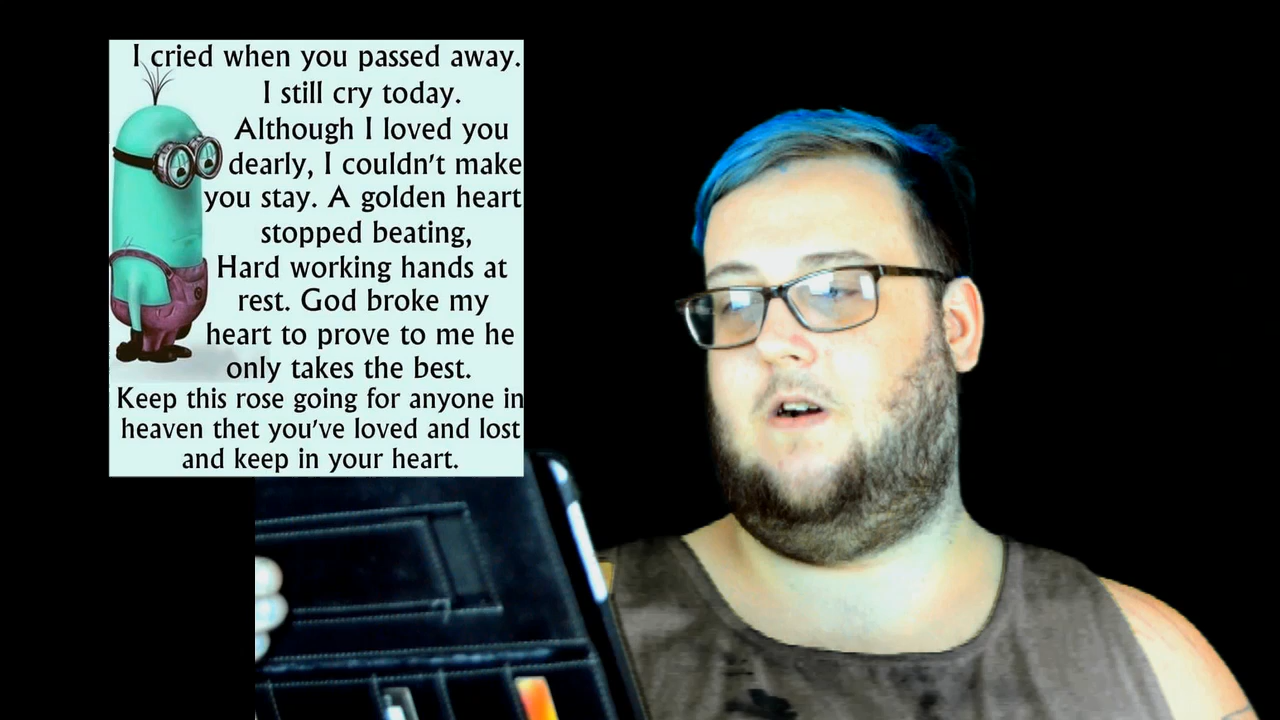 I cried when you passed away.
I still cry today.
Although I loved you
dearly, I couldn't make
you stay. A golden heart
stopped beating,
Hard working hands at
rest. God broke my
heart to prove to me he
only takes the best.
Keep this rose going for anyone in
heaven thet you've loved and lost
and keep in your heart.